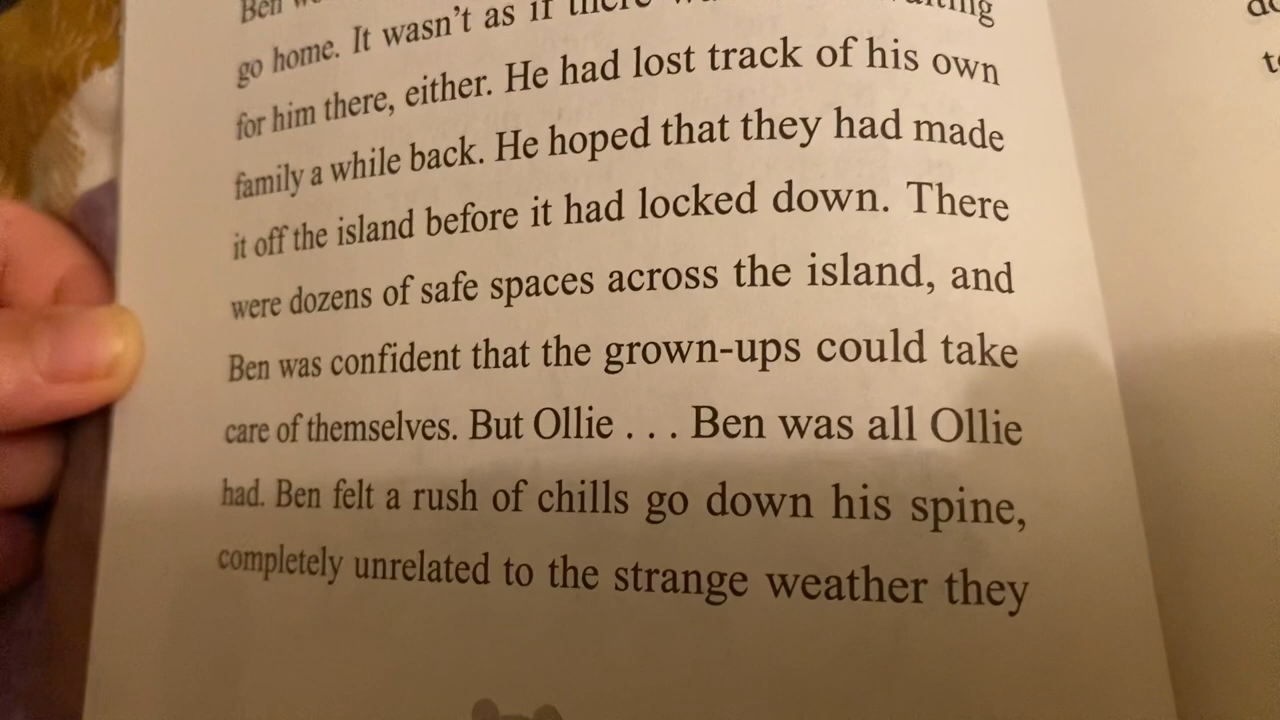 Ben
go home. It wasn't as if there
for him there, either. He had lost track of his own
family a while back. He hoped that they had made
it off the island before it had locked down. There
were dozens of safe spaces across the island, and
Ben was confident that the grown-ups could take
care of themselves. But Ollie . . . Ben was all Ollie
had. Ben felt a rush of chills go down his spine,
completely unrelated to the strange weather they